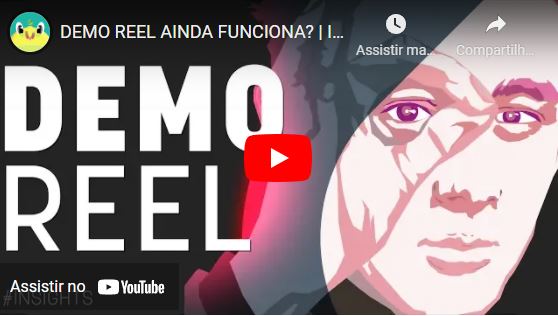 DEMO REEL AINDA FUNCIONA? | I...
Assistir ma...
Compartilh...
DEMO
REEL
Assistir no YouTube
#INSIGHTS